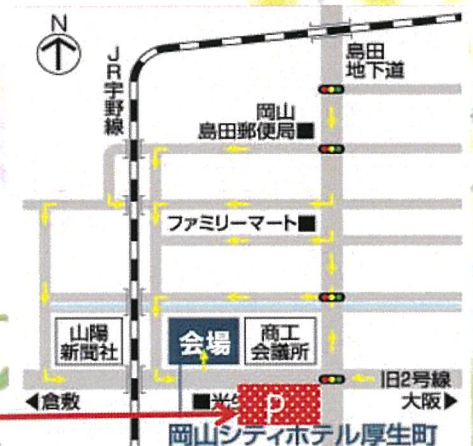 N
JR宇野線
島田
地下道
岡山
島田郵便局■
ファミリーマート■
山陽
新聞社
会場
商工
会議所
旧2号線
◀倉敷
■光生
P
大阪▶
岡山シティホテル厚生町